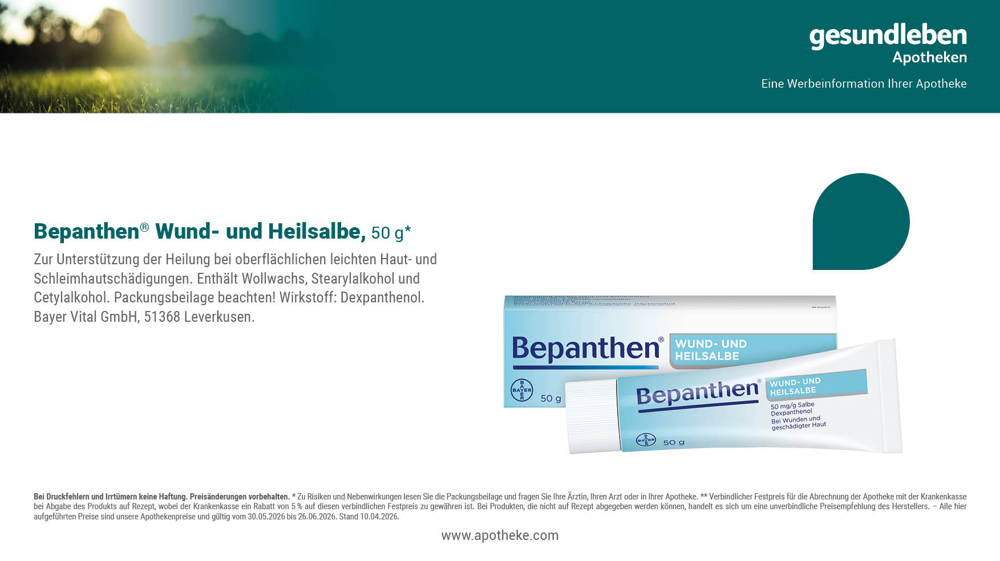 gesundleben
Apotheken
Eine Werbeinformation Ihrer Apotheke
Bepanthen® Wund- und Heilsalbe, 50 g*
Zur Unterstützung der Heilung bei oberflächlichen leichten Haut- und
Schleimhautschädigungen. Enthält Wollwachs, Stearylalkohol und
Cetylalkohol. Packungsbeilage beachten! Wirkstoff: Dexpanthenol.
Bayer Vital GmbH, 51368 Leverkusen.
Bayer
Bepanthen®
WUND- UND
HEILSALBE
BAYER
BAYER
50 g
Bepanthen®
WUND- UND
HEILSALBE
50 mg/g Salbe
Dexpanthenol
Bei Wunden und
geschädigter Haut
BAYER
BAYER
50 g
Bei Druckfehlern und Irrtümern keine Haftung. Preisänderungen vorbehalten. * Zu Risiken und Nebenwirkungen lesen Sie die Packungsbeilage und fragen Sie Ihre Ärztin, Ihren Arzt oder in Ihrer Apotheke. ** Verbindlicher Festpreis für die Abrechnung der Apotheke mit der Krankenkasse
bei Abgabe des Produkts auf Rezept, wobei der Krankenkasse ein Rabatt von 5 % auf diesen verbindlichen Festpreis zu gewähren ist. Bei Produkten, die nicht auf Rezept abgegeben werden können, handelt es sich um eine unverbindliche Preisempfehlung des Herstellers. – Alle hier
aufgeführten Preise sind unsere Apothekenpreise und gültig vom 30.05.2026 bis 26.06.2026. Stand 10.04.2026.
www.apotheke.com